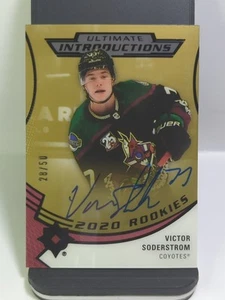 ULTIMATE
INTRODUCTIONS
28/50
2020 ROOKIES
VICTOR
SODERSTROM
COYOTES